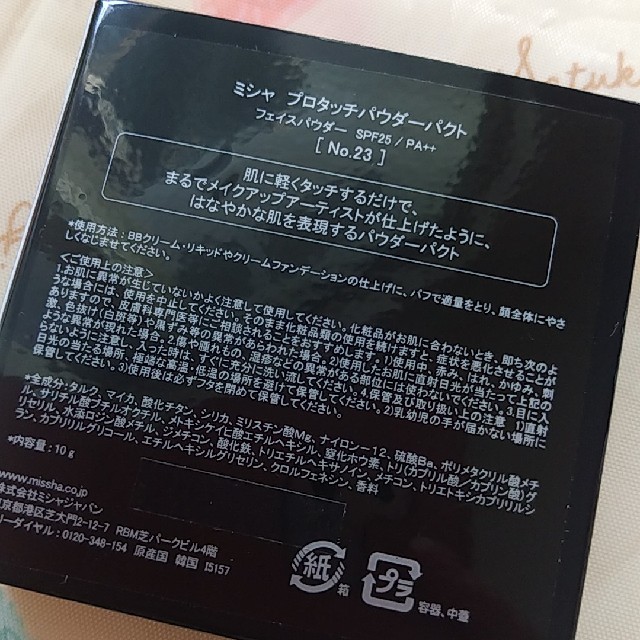 Satuk
ミシャ プロタッチパウダーパクト
フェイスパウダー SPF25 / PA++
[ No.23 ]
肌に軽くタッチするだけで、
まるでメイクアップアーティストが仕上げたように、
はなやかな肌を表現するパウダーパクト
*使用方法：BBクリーム・リキッドやクリームファンデーションの仕上げに、パフで適量をとり、顔全体にやさ
しくなじませてください。
<ご使用上の注意>
1.お肌に異常が生じていないかよく注意して使用してください。化粧品がお肌に合わないとき、即ち次のよ
うな場合には、使用を中止してください。そのまま化粧品類の使用を続けますと、症状を悪化させることが
ありますので、皮膚科専門医等にご相談されることをおすすめします。1)使用中、赤み、はれ、かゆみ、刺
激、色抜け(白斑等)や黒ずみ等の異常があらわれた場合。2)使用したお肌に直射日光が当たって上記の
ような異常が現れた場合。2.傷や腫れもの、湿疹などの異常がある部位には使わないでください。3.目に入
らないように注意し、入った時は、すぐに充分に洗い流してください。4.保管及び取り扱い上の注意 1)直射
日光の当たる場所、極端な高温・低温の場所を避けて保管してください。2)乳幼児の手が届かない場所に
保管してください。3)使用後は必ずフタを閉めて保管してください。
*全成分・タルク、マイカ、酸化チタン、シリカ、ミリスチン酸Mg、ナイロン-12、硫酸Ba、ポリメタクリル酸メチ
ル、サリチル酸ブチルオクチル、メトキシケイヒ酸エチルヘキシル、窒化ホウ素、トリ(カプリル酸/カプリン酸)グ
リセリル、水添ロジン酸メチル、ジメチコン、酸化鉄、トリエチルヘキサノイン、メチコン、トリエトキシカプリリルシ
ラン、カプリリルグリコール、エチルヘキシルグリセリン、クロルフェネシン、香料
*内容量：10g
www.missha.co.jp
株式会社ミシャジャパン
東京都港区芝大門2-12-7 RBM芝パークビル4階
リーダイヤル：0120-348-154 原産国 韓国 I5157
紙
箱
プラ
容器、中蓋